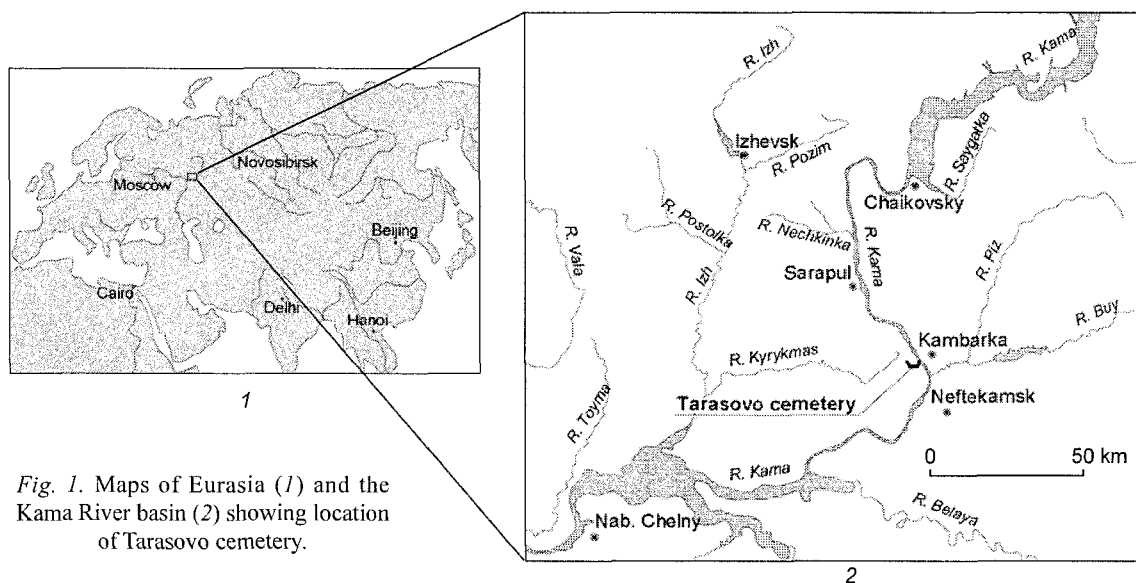 Novosibirsk
Moscow
Beijing
Cairo
Delhi
Hanoi
1
Fig. 1. Maps of Eurasia (1) and the
Kama River basin (2) showing location
of Tarasovo cemetery.
R. Izh
R. Kama
Izhevsk
R. Pozim
R. Saygatka
Chaikovsky
R. Postolka
R. Nechkinka
R. Vala
R. Kama
R. Piz
Sarapul
R. Izh
R. Buy
Kambarka
R. Kyrykmas
Tarasovo cemetery
Neftekamsk
R. Toyma
0 50 km
R. Kama
R. Belaya
Nab. Chelny
2